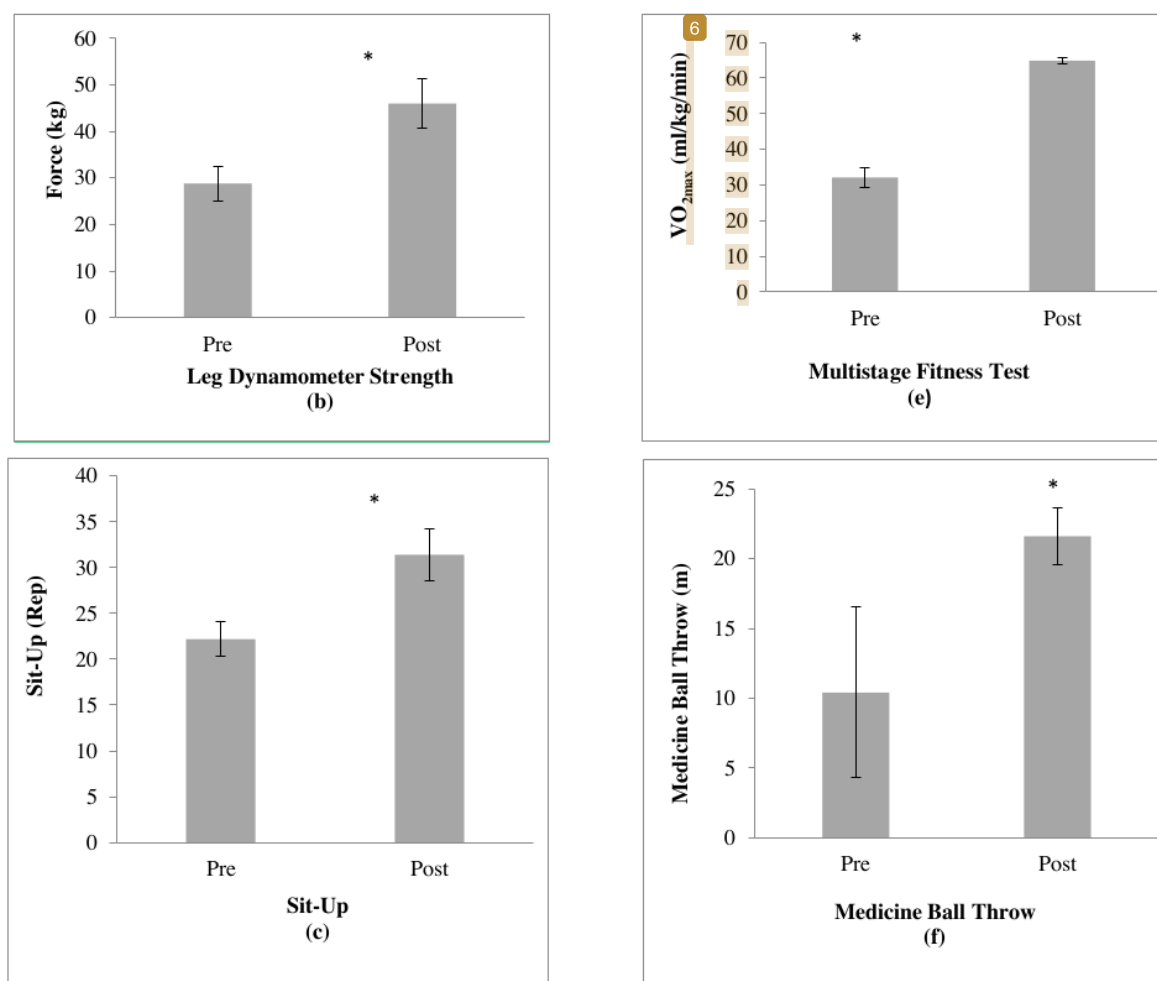 60
50
40
30
20
10
0
Force (kg)
*
Pre Post
Leg Dynamometer Strength
(b)
6
70
60
50
40
30
20
10
0
VO2max (ml/kg/min)
*
Pre Post
Multistage Fitness Test
(e)
40
35
30
25
20
15
10
5
0
Sit-Up (Rep)
*
Pre Post
Sit-Up
(c)
25
20
15
10
5
0
Medicine Ball Throw (m)
*
Pre Post
Medicine Ball Throw
(f)